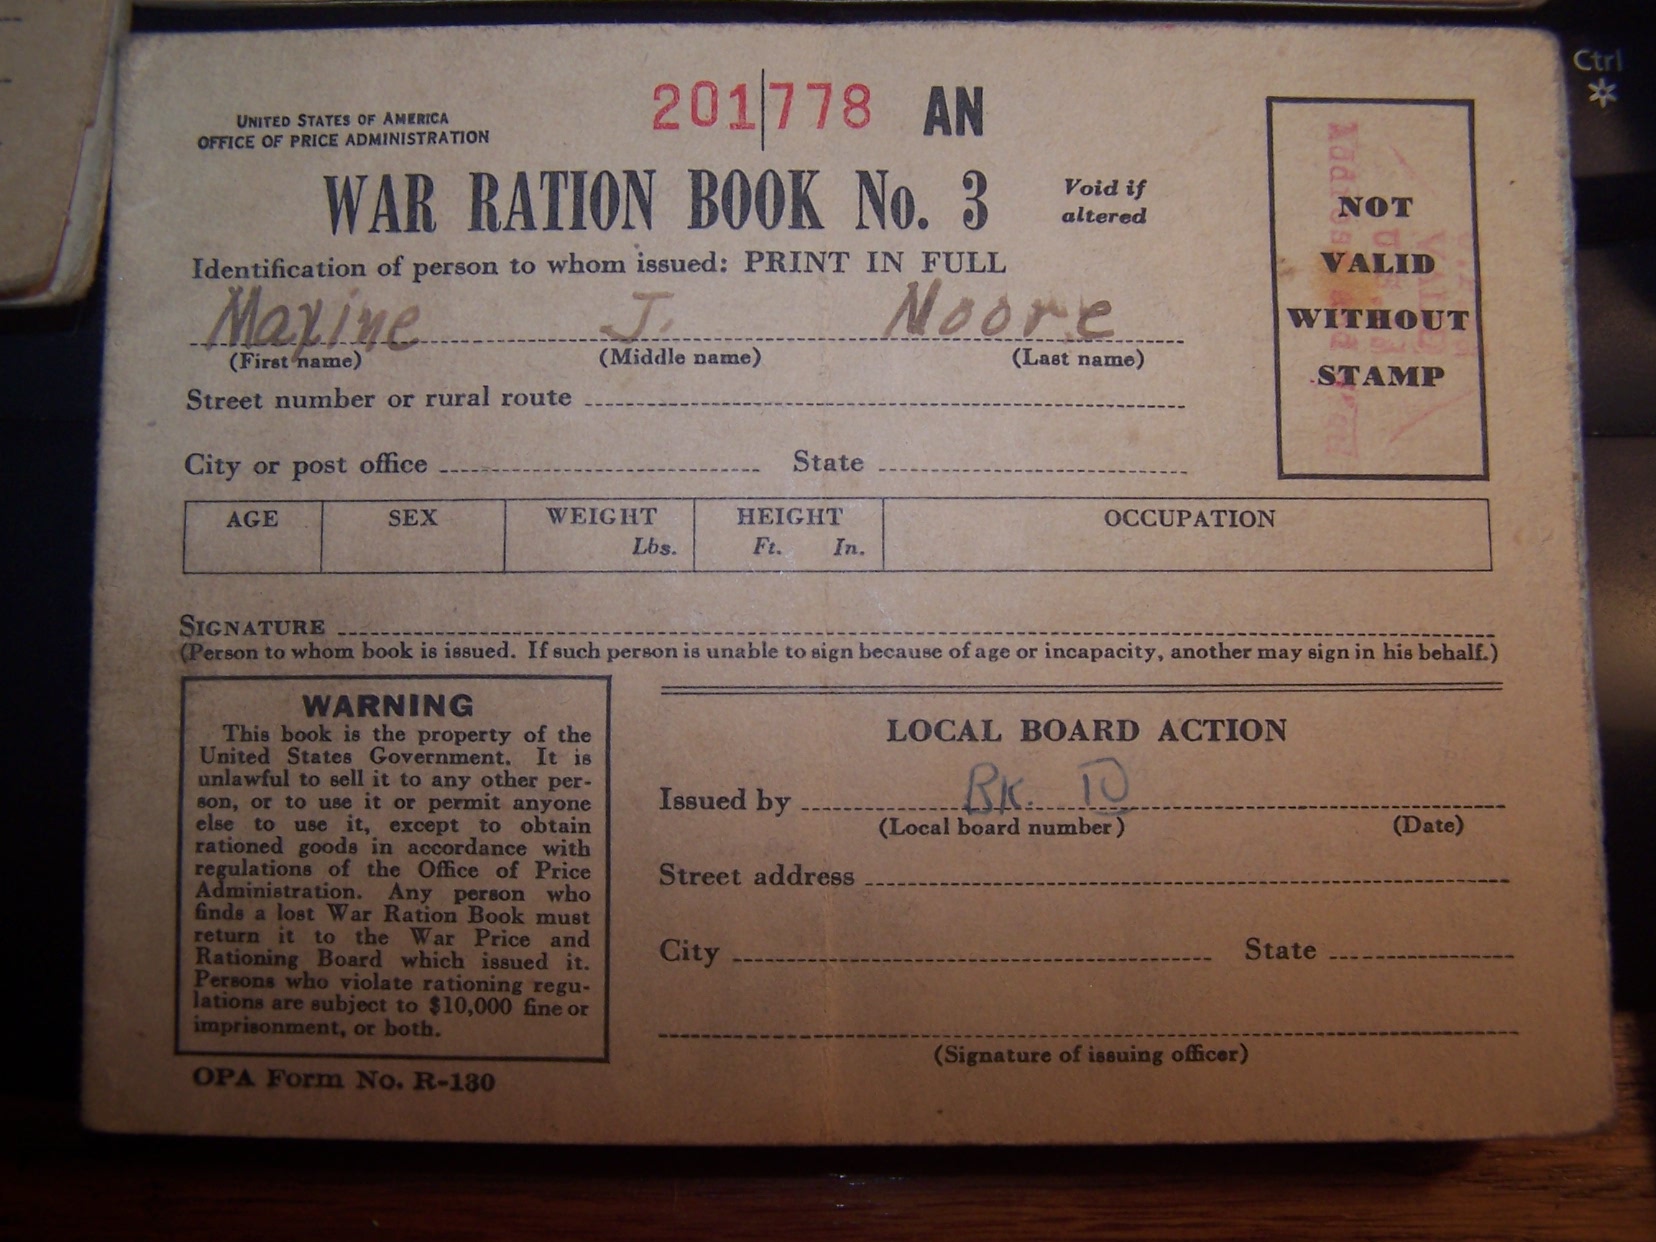 UNITED STATES OF AMERICA
OFFICE OF PRICE ADMINISTRATION
201778 AN
WAR RATION BOOK No. 3
Void if
altered
Identification of person to whom issued: PRINT IN FULL
Maxine J. Moore
(First name) (Middle name) (Last name)
Street number or rural route
City or post office State
NOT
VALID
WITHOUT
STAMP
AGE SEX WEIGHT HEIGHT OCCUPATION
Lbs. Ft. In.
SIGNATURE
(Person to whom book is issued. If such person is unable to sign because of age or incapacity, another may sign in his behalf.)
WARNING
This book is the property of the
United States Government. It is
unlawful to sell it to any other per-
son, or to use it or permit anyone
else to use it, except to obtain
rationed goods in accordance with
regulations of the Office of Price
Administration. Any person who
finds a lost War Ration Book must
return it to the War Price and
Rationing Board which issued it.
Persons who violate rationing regu-
lations are subject to $10,000 fine or
imprisonment, or both.
OPA Form No. R-130
LOCAL BOARD ACTION
Issued by
(Local board number) (Date)
Street address
City State
(Signature of issuing officer)
Ctrl